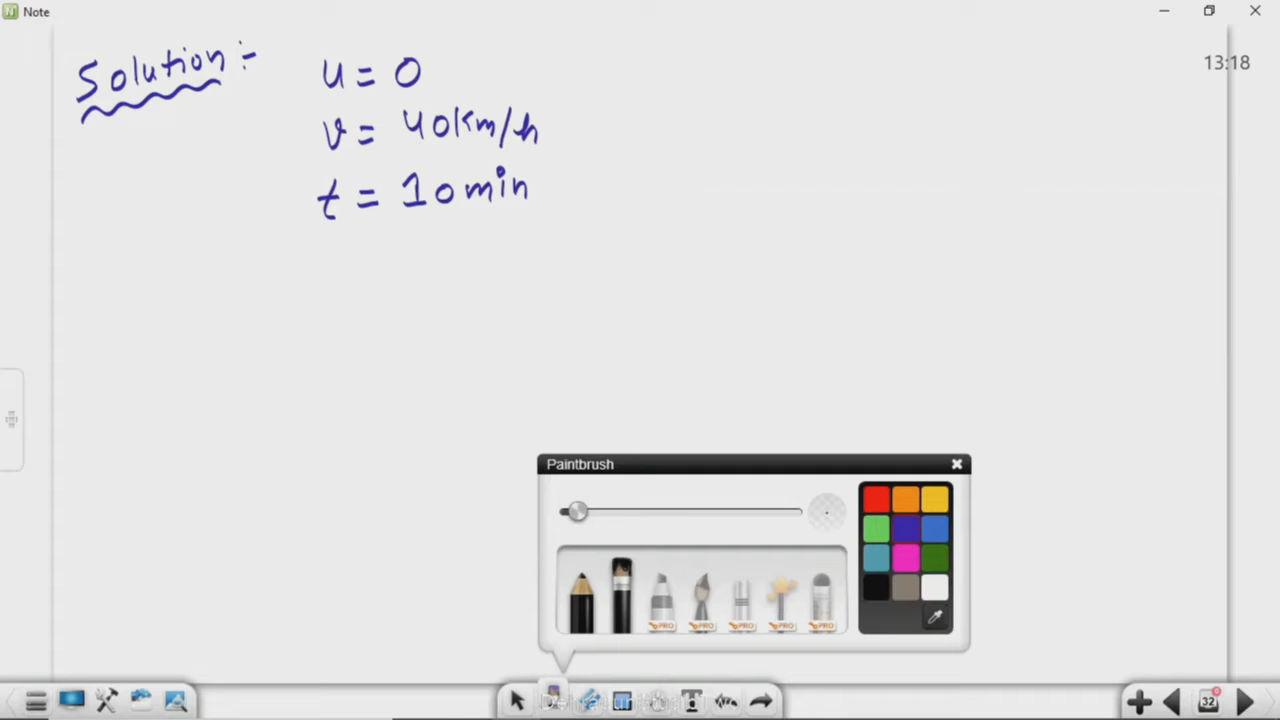 Note
13:18
Solution :-
u = 0
v = 40km/h
t = 10min
Paintbrush
PRO PRO PRO PRO PRO
32